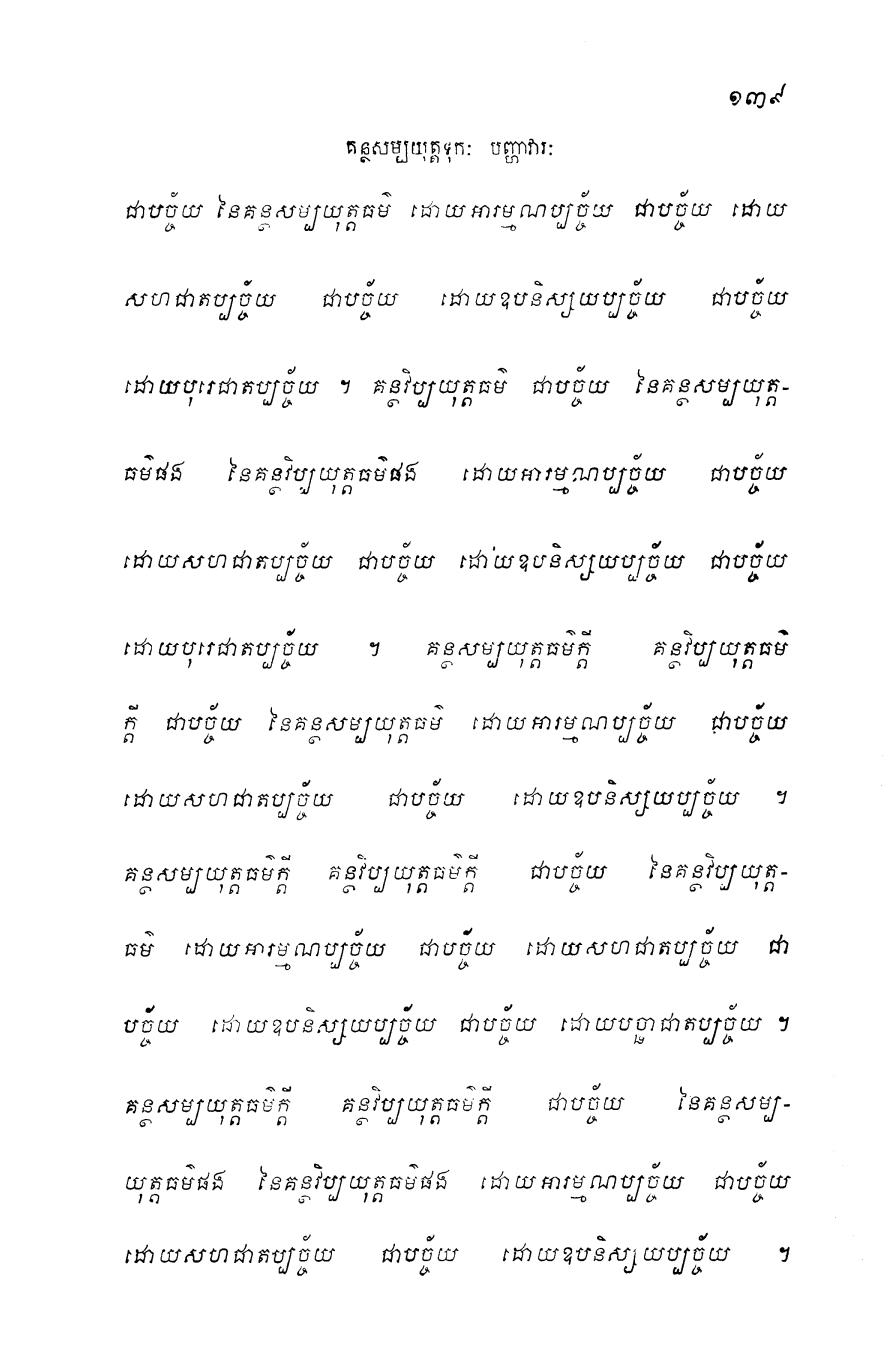 ១៣៩
គន្ថសម្បយុត្តទុក: បញ្ហាវារ:
ជាបច្ច័យ នៃគន្ថសម្បយុត្តធម៌ ដោយអារម្មណប្បច្ច័យ ជាបច្ច័យ ដោយ
សហជាតប្បច្ច័យ ជាបច្ច័យ ដោយឧបនិស្សយប្បច្ច័យ ជាបច្ច័យ
ដោយបុរេជាតប្បច្ច័យ ។ គន្ថវិប្បយុត្តធម៌ ជាបច្ច័យ នៃគន្ថសម្បយុត្ត-
ធម៌ផង នៃគន្ថវិប្បយុត្តធម៌ផង ដោយអារម្មណប្បច្ច័យ ជាបច្ច័យ
ដោយសហជាតប្បច្ច័យ ជាបច្ច័យ ដោយឧបនិស្សយប្បច្ច័យ ជាបច្ច័យ
ដោយបុរេជាតប្បច្ច័យ ។ គន្ថសម្បយុត្តធម៌ក្តី គន្ថវិប្បយុត្តធម៌
ក្តី ជាបច្ច័យ នៃគន្ថសម្បយុត្តធម៌ ដោយអារម្មណប្បច្ច័យ ជាបច្ច័យ
ដោយសហជាតប្បច្ច័យ ជាបច្ច័យ ដោយឧបនិស្សយប្បច្ច័យ ។
គន្ថសម្បយុត្តធម៌ក្តី គន្ថវិប្បយុត្តធម៌ក្តី ជាបច្ច័យ នៃគន្ថវិប្បយុត្ត-
ធម៌ ដោយអារម្មណប្បច្ច័យ ជាបច្ច័យ ដោយសហជាតប្បច្ច័យ ជា
បច្ច័យ ដោយឧបនិស្សយប្បច្ច័យ ជាបច្ច័យ ដោយបច្ឆាជាតប្បច្ច័យ ។
គន្ថសម្បយុត្តធម៌ក្តី គន្ថវិប្បយុត្តធម៌ក្តី ជាបច្ច័យ នៃគន្ថសម្ប-
យុត្តធម៌ផង នៃគន្ថវិប្បយុត្តធម៌ផង ដោយអារម្មណប្បច្ច័យ ជាបច្ច័យ
ដោយសហជាតប្បច្ច័យ ជាបច្ច័យ ដោយឧបនិស្សយប្បច្ច័យ ។